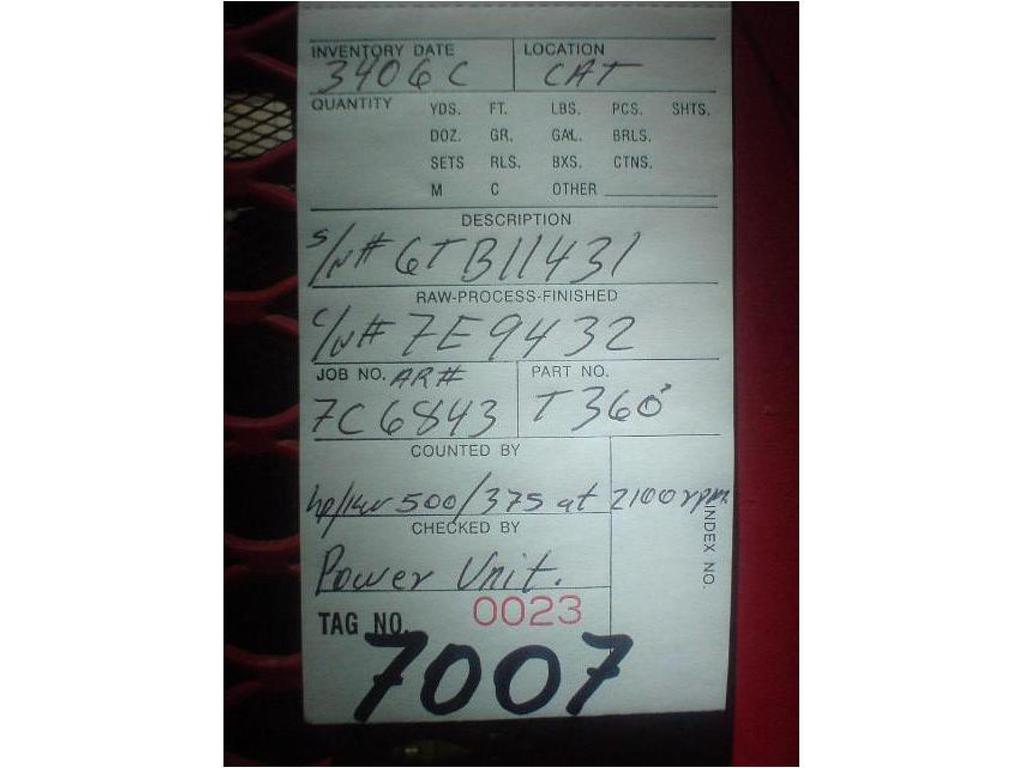 INVENTORY DATE LOCATION
3406 C CAT
QUANTITY YDS. FT. LBS. PCS. SHTS.
DOZ. GR. GAL. BRLS.
SETS RLS. BXS. CTNS.
M C OTHER
DESCRIPTION
S/N# 6TB11431
RAW-PROCESS-FINISHED
C/N# 7E9432
JOB NO. AR# PART NO.
7C6843 T360°
COUNTED BY
hp/kw 500/375 at 2100 rpm.
CHECKED BY
INDEX NO.
Power Unit.
TAG NO. 0023
7007